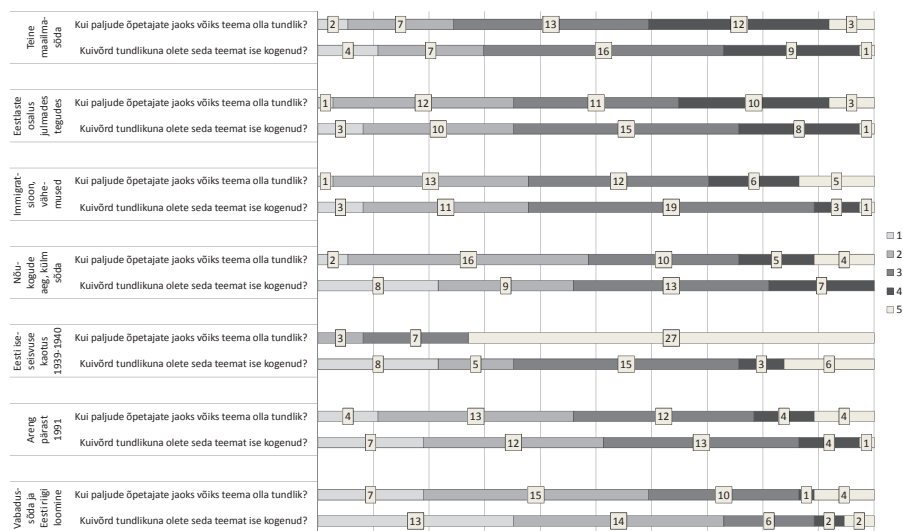 Teine
maailma-
sõda
Kui paljude õpetajate jaoks võiks teema olla tundlik?
2 7 13 12 3
Kuivõrd tundlikuna olete seda teemat ise kogenud?
4 7 16 9 1
Eestlaste
osalus
julmades
tegudes
Kui paljude õpetajate jaoks võiks teema olla tundlik?
1 12 11 10 3
Kuivõrd tundlikuna olete seda teemat ise kogenud?
3 10 15 8 1
Immigrat-
sioon,
vähe-
mused
Kui paljude õpetajate jaoks võiks teema olla tundlik?
1 13 12 6 5
Kuivõrd tundlikuna olete seda teemat ise kogenud?
3 11 19 3 1
Nõu-
kogude
aeg, külm
sõda
Kui paljude õpetajate jaoks võiks teema olla tundlik?
2 16 10 5 4
Kuivõrd tundlikuna olete seda teemat ise kogenud?
8 9 13 7
Eesti ise-
seisvuse
kaotus
1939-1940
Kui paljude õpetajate jaoks võiks teema olla tundlik?
3 7 27
Kuivõrd tundlikuna olete seda teemat ise kogenud?
8 5 15 3 6
Areng
pärast
1991
Kui paljude õpetajate jaoks võiks teema olla tundlik?
4 13 12 4 4
Kuivõrd tundlikuna olete seda teemat ise kogenud?
7 12 13 4 1
Vabadus-
sõda ja
Eesti riigi
loomine
Kui paljude õpetajate jaoks võiks teema olla tundlik?
7 15 10 1 4
Kuivõrd tundlikuna olete seda teemat ise kogenud?
13 14 6 2 2
1
2
3
4
5